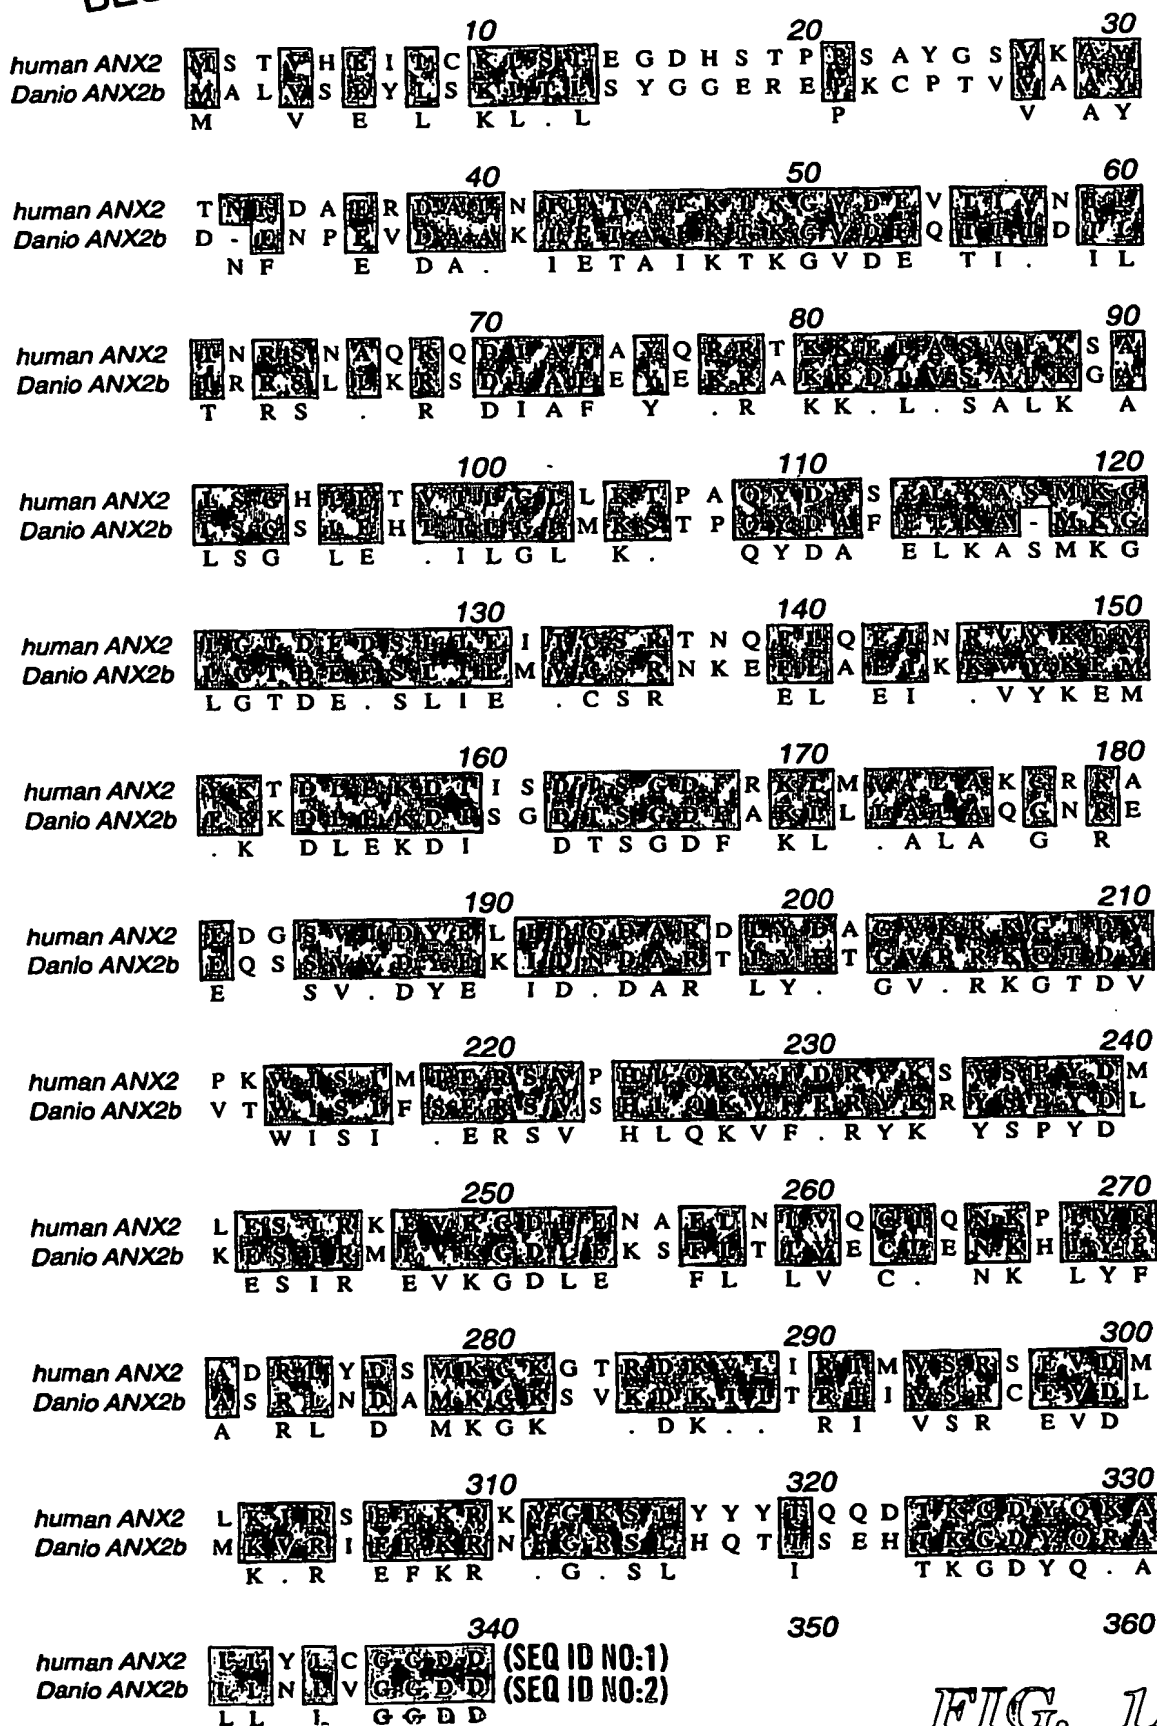 10 20 30
human ANX2 M S T V H E I L C K L S L E G D H S T P P S A Y G S V K A Y
Danio ANX2b M A L V S E Y L S K L T L S Y G G E R E P K C P T V V A A Y
M V E L K L . L P V A Y
40 50 60
human ANX2 T N F D A E R D A L N I E T A I K T K G V D E V T I V N I L
Danio ANX2b D - F N P E V D A A K I E T A I K T K G V D E Q T I I D I L
N F E D A . I E T A I K T K G V D E T I . I L
70 80 90
human ANX2 T N R S N A Q R Q D I A F A Y Q R R T K K E L A S A L K S A
Danio ANX2b T R R S L L K R S D I A F E Y E K R A K K D L V S A L K G A
T R S . R D I A F Y . R K K . L . S A L K A
100 110 120
human ANX2 L S G H L E T V I L G L L K T P A Q Y D A S E L K A S M K G
Danio ANX2b L S G S L E H L I L G L M K S T P Q Y D A F E L K A - M K G
L S G L E . I L G L K . Q Y D A E L K A S M K G
130 140 150
human ANX2 L G T D E D S L I E I I C S R T N Q E L Q E I N R V Y K E M
Danio ANX2b L G T D E E S L I E M V C S R N K E E L A E I K K V Y K E M
L G T D E . S L I E . C S R E L E I . V Y K E M
160 170 180
human ANX2 Y K T D L E K D I I S D T S G D F R K L M V A L A K G R R A
Danio ANX2b F K K D L E K D I S G D T S G D F A K L L L A L A Q G N R E
. K D L E K D I D T S G D F K L . A L A G R
190 200 210
human ANX2 E D G S V I D Y E L I D Q D A R D L Y D A G V K R K G T D V
Danio ANX2b E Q S S V V D Y E K I D N D A R T L Y E T G V R R K G T D V
E S V . D Y E I D . D A R L Y . G V . R K G T D V
220 230 240
human ANX2 P K W I S I M T E R S V P H L Q K V F D R Y K S Y S P Y D M
Danio ANX2b V T W I S I F S E R S V S H L Q K V F E R Y K R Y S P Y D L
W I S I . E R S V H L Q K V F . R Y K Y S P Y D
250 260 270
human ANX2 L E S I R K E V K G D L E N A F L N L V Q C I Q N K P L Y F
Danio ANX2b K E S I R M E V K G D L E K S F L T L V E C L E N K H L Y F
E S I R E V K G D L E F L L V C . N K L Y F
280 290 300
human ANX2 A D R L Y D S M K G K G T R D K V L I R I M V S R S E V D M
Danio ANX2b A S R L N D A M K G K S V K D K I L T R I I V S R C E V D L
A R L D M K G K . D K . . R I V S R E V D
310 320 330
human ANX2 L K I R S E F K R K Y G K S L Y Y Y I Q Q D T K G D Y Q K A
Danio ANX2b M K V R I E F K R N F G R S L H Q T I S E H T K G D Y Q R A
K . R E F K R . G . S L I T K G D Y Q . A
340 350 360
human ANX2 L L Y L C G G D D (SEQ ID NO:1)
Danio ANX2b L L N L V G G D D (SEQ ID NO:2)
L L L G G D D
FIG.